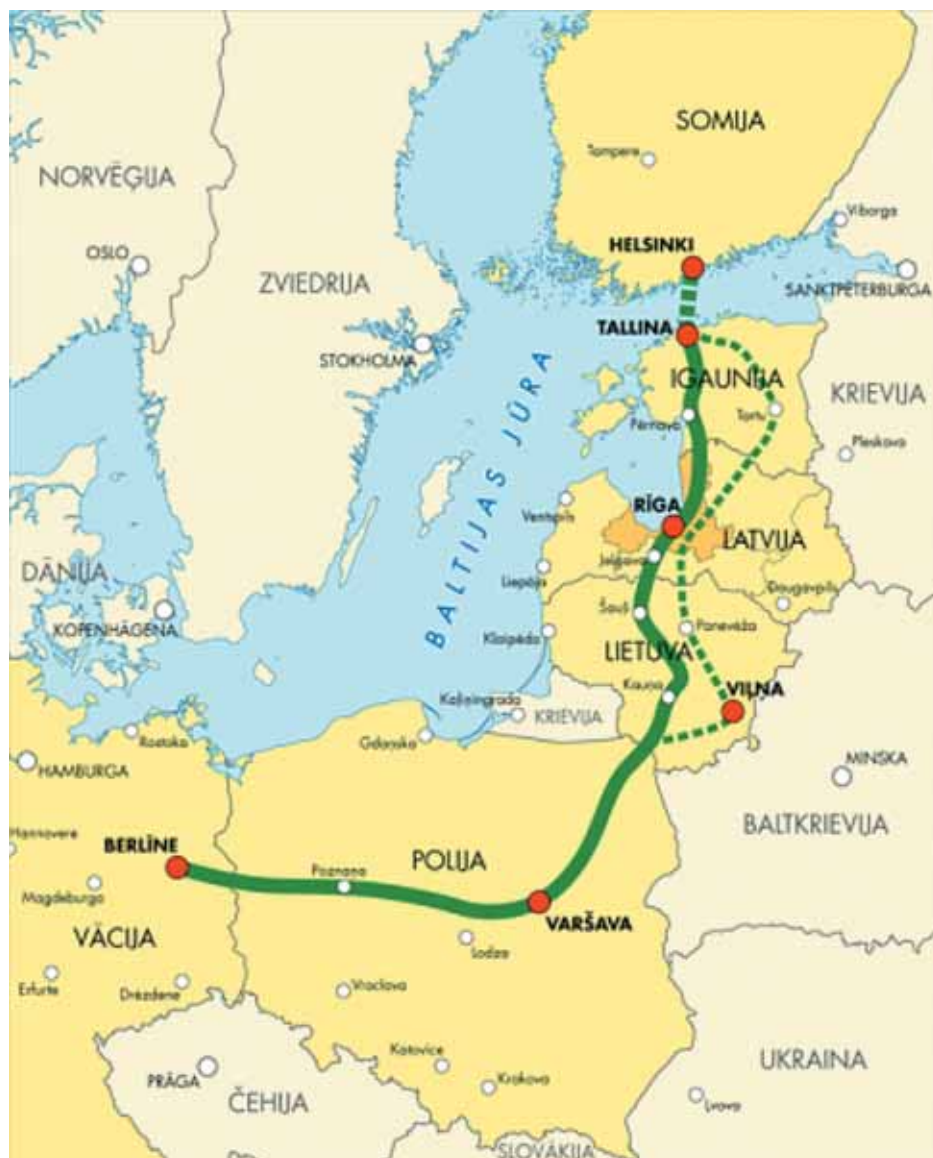 SOMIJA
Tampere
NORVĒĢIJA
Viborga
HELSINKI
OSLO
SANKTPĒTERBURGA
ZVIEDRIJA
TALLINA
STOKHOLMA
IGAUNIJA
KRIEVIJA
Pērnava
Tartu
Pleskava
BALTIJAS JŪRA
RĪGA
Ventspils
LATVIJA
Jelgava
DĀNIJA
Liepāja
Daugavpils
KOPENHĀGENA
Šauļi
Klaipēda
Panevēža
LIETUVA
Kauņa
VIĻŅA
Kaļiņingrada
KRIEVIJA
Rostoka
Gdaņska
HAMBURGA
MINSKA
Hannovere
BALTKRIEVIJA
BERLĪNE
POLIJA
Poznaņa
Magdeburga
VARŠAVA
VĀCIJA
Lodza
Erfurte
Drēzdene
Vroclava
Katovice
UKRAINA
PRĀGA
Krakova
ČEHIJA
Ļvova
SLOVĀKIJA